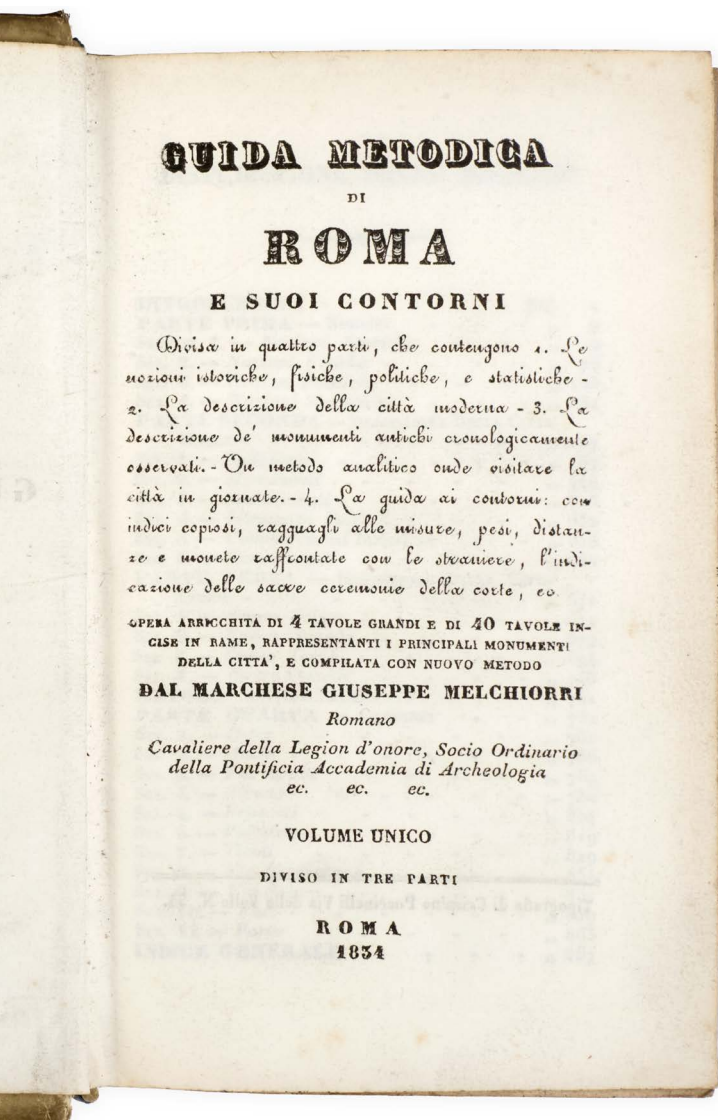 GUIDA METODICA
DI
ROMA
E SUOI CONTORNI
Divisa in quattro parti, che contengono 1. Le
nozioni istoriche, fisiche, politiche, e statistiche -
2. La descrizione della città moderna - 3. La
descrizione de' monumenti antichi cronologicamente
osservati. - Un metodo analitico onde visitare la
città in giornate. - 4. La guida ai contorni: con
indici copiosi, ragguagli alle misure, pesi, distan-
ze e monete raffrontate con le straniere, l'indi-
cazione delle sacre ceremonie della corte, ec.
OPERA ARRICCHITA DI 4 TAVOLE GRANDI E DI 40 TAVOLE IN-
CISE IN RAME, RAPPRESENTANTI I PRINCIPALI MONUMENTI
DELLA CITTA', E COMPILATA CON NUOVO METODO
DAL MARCHESE GIUSEPPE MELCHIORRI
Romano
Cavaliere della Legion d'onore, Socio Ordinario
della Pontificia Accademia di Archeologia
ec. ec. ec.
VOLUME UNICO
DIVISO IN TRE PARTI
ROMA
1834